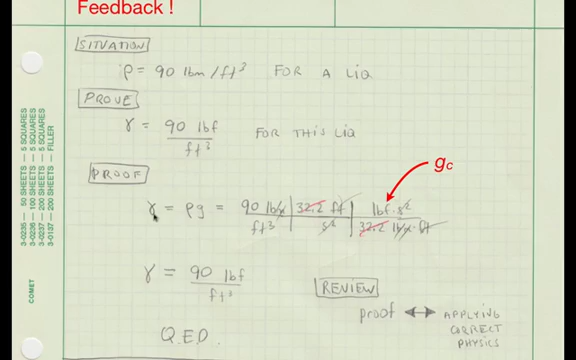 Feedback !
SITUATION
ρ = 90 lbm/ft³ FOR A LIQ
PROVE
γ = 90 lbf / ft³ FOR THIS LIQ
PROOF
gc
γ = ρg = 90 lbm / ft³ | 32.2 ft / s² | lbf·s² / 32.2 lbm·ft
γ = 90 lbf / ft³
Q.E.D.
REVIEW
proof ↔ APPLYING
CORRECT
PHYSICS
3-0235 — 50 SHEETS — 5 SQUARES
3-0236 — 100 SHEETS — 5 SQUARES
3-0237 — 200 SHEETS — 5 SQUARES
3-0137 — 200 SHEETS — FILLER
COMET